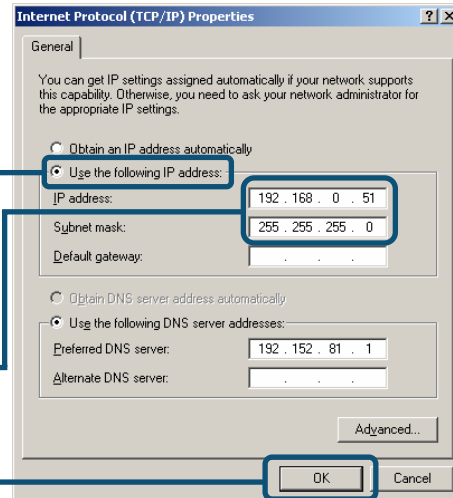 Internet Protocol (TCP/IP) Properties
? X
General
You can get IP settings assigned automatically if your network supports
this capability. Otherwise, you need to ask your network administrator for
the appropriate IP settings.
Obtain an IP address automatically
Use the following IP address:
IP address: 192 . 168 . 0 . 51
Subnet mask: 255 . 255 . 255 . 0
Default gateway: . . .
Obtain DNS server address automatically
Use the following DNS server addresses:
Preferred DNS server: 192 . 152 . 81 . 1
Alternate DNS server: . . .
Advanced...
OK Cancel